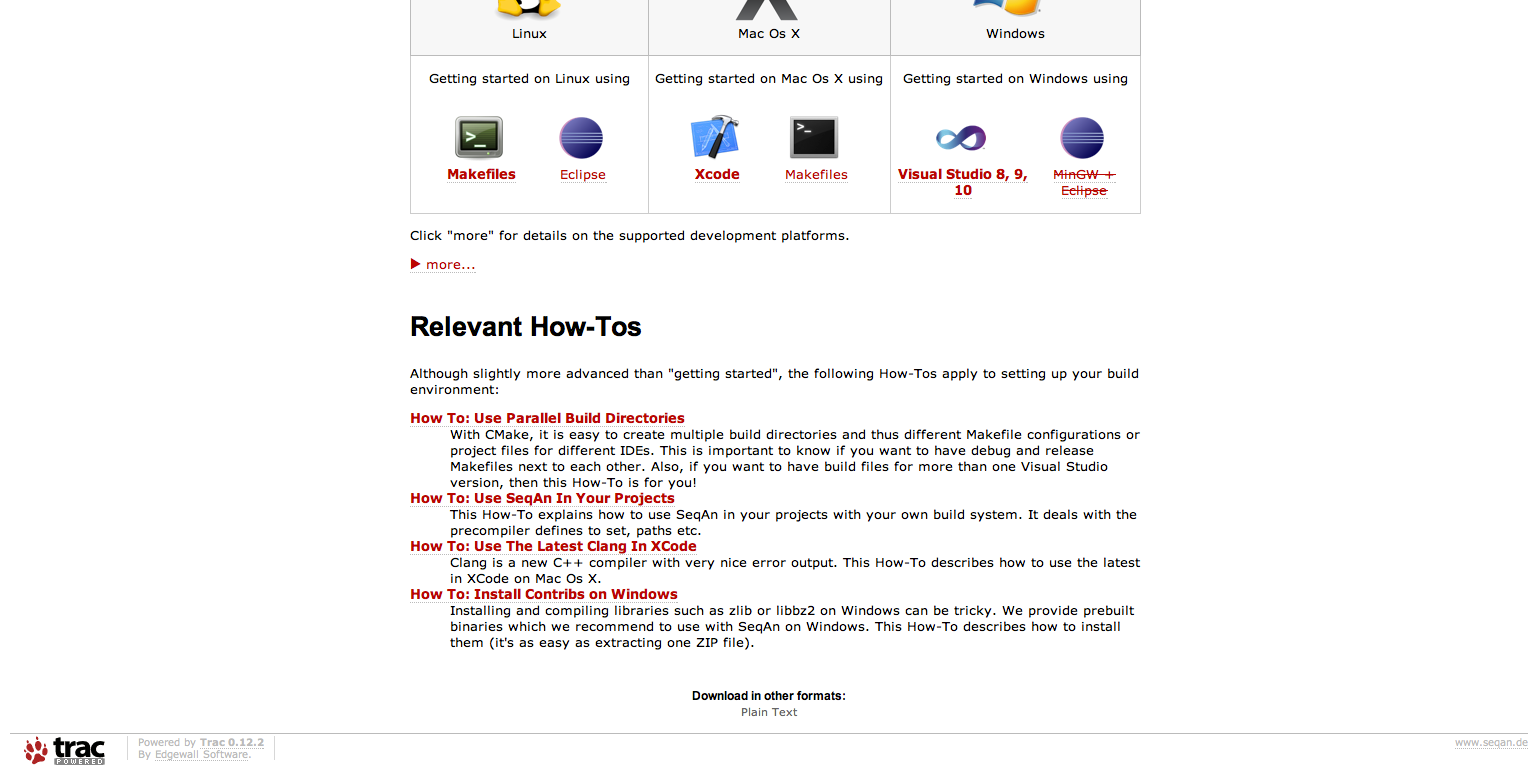 Linux
Mac Os X
Windows
Getting started on Linux using
Getting started on Mac Os X using
Getting started on Windows using
>_
>_
Makefiles
Eclipse
Xcode
Makefiles
Visual Studio 8, 9,
10
MinGW +
Eclipse
Click "more" for details on the supported development platforms.
▶ more...
Relevant How-Tos
Although slightly more advanced than "getting started", the following How-Tos apply to setting up your build
environment:
How To: Use Parallel Build Directories
With CMake, it is easy to create multiple build directories and thus different Makefile configurations or
project files for different IDEs. This is important to know if you want to have debug and release
Makefiles next to each other. Also, if you want to have build files for more than one Visual Studio
version, then this How-To is for you!
How To: Use SeqAn In Your Projects
This How-To explains how to use SeqAn in your projects with your own build system. It deals with the
precompiler defines to set, paths etc.
How To: Use The Latest Clang In XCode
Clang is a new C++ compiler with very nice error output. This How-To describes how to use the latest
in XCode on Mac Os X.
How To: Install Contribs on Windows
Installing and compiling libraries such as zlib or libbz2 on Windows can be tricky. We provide prebuilt
binaries which we recommend to use with SeqAn on Windows. This How-To describes how to install
them (it's as easy as extracting one ZIP file).
Download in other formats:
Plain Text
trac
POWERED
Powered by Trac 0.12.2
By Edgewall Software.
www.seqan.de